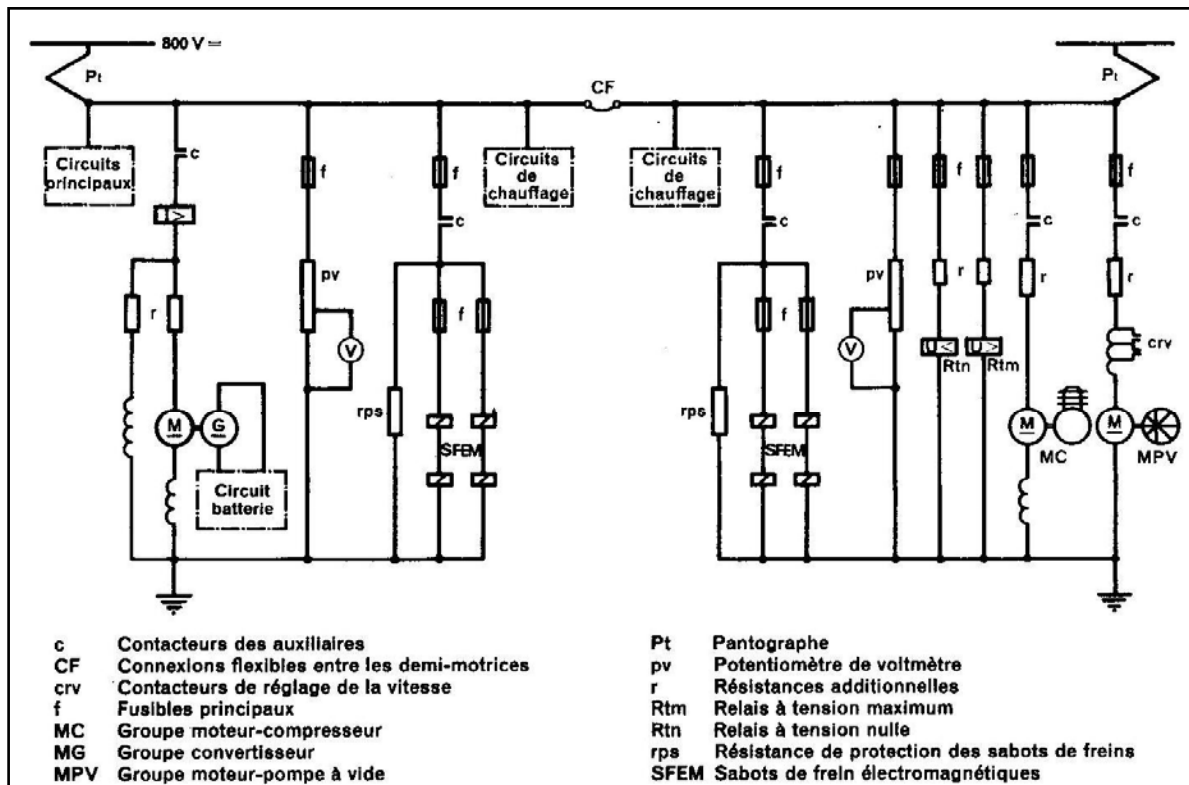 800 V =
Pt
Pt
CF
Circuits
principaux
c
Circuits
de
chauffage
Circuits
de
chauffage
f
f
f
f
f
f
f
U >
c
c
c
c
r
pv
f
rps
V
f
pv
V
r
r
r
U<
Rtn
U>
Rtm
crv
M
G
SFEM
rps
SFEM
M
MC
M
MPV
Circuit
batterie
c Contacteurs des auxiliaires
CF Connexions flexibles entre les demi-motrices
crv Contacteurs de réglage de la vitesse
f Fusibles principaux
MC Groupe moteur-compresseur
MG Groupe convertisseur
MPV Groupe moteur-pompe à vide
Pt Pantographe
pv Potentiomètre de voltmètre
r Résistances additionnelles
Rtm Relais à tension maximum
Rtn Relais à tension nulle
rps Résistance de protection des sabots de freins
SFEM Sabots de frein électromagnétiques